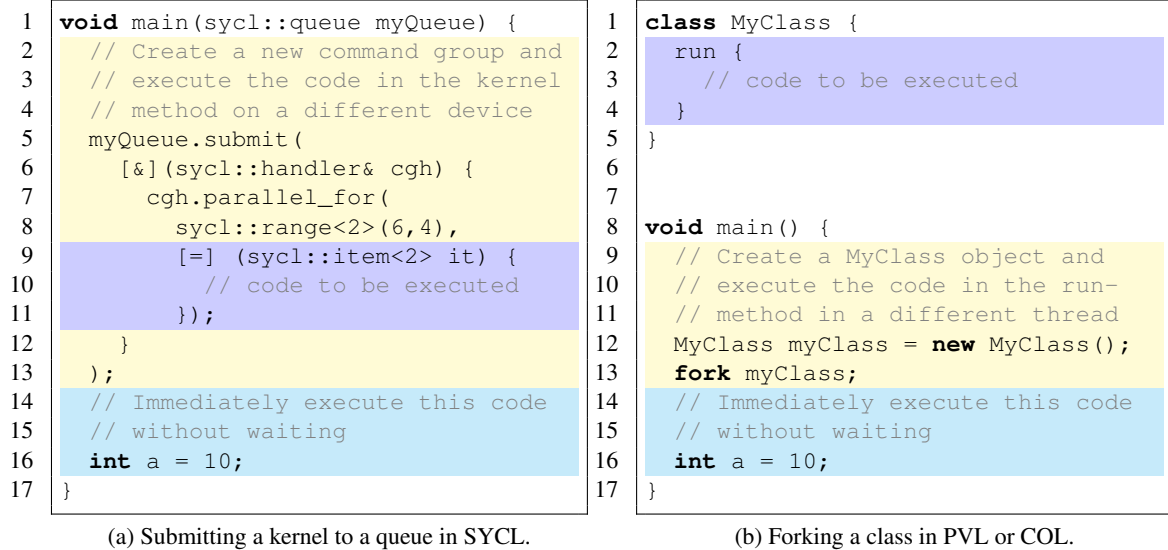 1 void main(sycl::queue myQueue) {
2   // Create a new command group and
3   // execute the code in the kernel
4   // method on a different device
5   myQueue.submit(
6     [&](sycl::handler& cgh) {
7       cgh.parallel_for(
8         sycl::range<2>(6,4),
9         [=] (sycl::item<2> it) {
10           // code to be executed
11         });
12     }
13   );
14   // Immediately execute this code
15   // without waiting
16   int a = 10;
17 }
(a) Submitting a kernel to a queue in SYCL.
1 class MyClass {
2   run {
3     // code to be executed
4   }
5 }
6
7
8 void main() {
9   // Create a MyClass object and
10   // execute the code in the run-
11   // method in a different thread
12   MyClass myClass = new MyClass();
13   fork myClass;
14   // Immediately execute this code
15   // without waiting
16   int a = 10;
17 }
(b) Forking a class in PVL or COL.